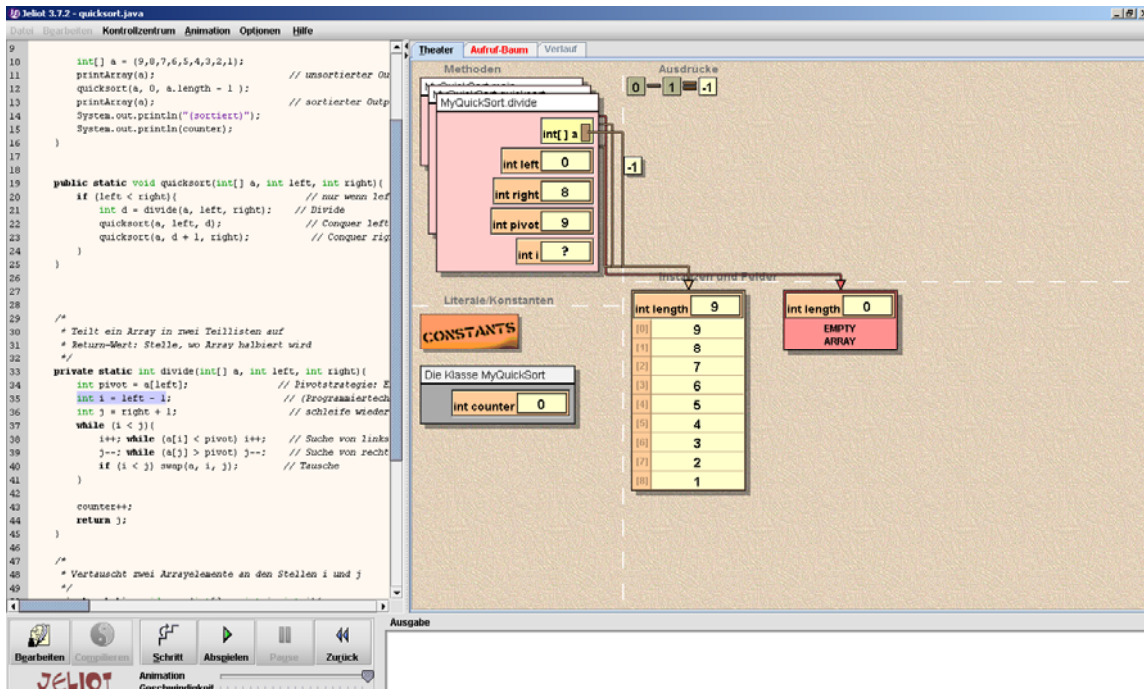 Jeliot 3.7.2 - quicksort.java
Datei Bearbeiten Kontrollzentrum Animation Optionen Hilfe
9
10 int[] a = {9,8,7,6,5,4,3,2,1};
11 printArray(a); // unsortierter Ou
12 quicksort(a, 0, a.length - 1 );
13 printArray(a); // sortierter Outp
14 System.out.println("(sortiert)");
15 System.out.println(counter);
16 }
17
18
19 public static void quicksort(int[] a, int left, int right){
20 if (left < right){ // nur wenn lef
21 int d = divide(a, left, right); // Divide
22 quicksort(a, left, d); // Conquer left
23 quicksort(a, d + 1, right); // Conquer rig
24 }
25 }
26
27
28
29 /*
30 * Teilt ein Array in zwei Teillisten auf
31 * Return-Wert: Stelle, wo Array halbiert wird
32 */
33 private static int divide(int[] a, int left, int right){
34 int pivot = a[left]; // Pivotstrategie: E
35 int i = left - 1; // (Programmiertech
36 int j = right + 1; // schleife wieder
37 while (i < j){
38 i++; while (a[i] < pivot) i++; // Suche von links
39 j--; while (a[j] > pivot) j--; // Suche von recht
40 if (i < j) swap(a, i, j); // Tausche
41 }
42
43 counter++;
44 return j;
45 }
46
47 /*
48 * Vertauscht zwei Arrayelemente an den Stellen i und j
49 */
Bearbeiten Compilieren Schritt Abspielen Pause Zurück
JELIOT
Animation
Geschwindigkeit
Theater Aufruf-Baum Verlauf
Methoden
MyQuickSort.divide
int[ ] a
int left 0
int right 8
int pivot 9
int i ?
Ausdrücke
0 - 1 = -1
-1
Literale/Konstanten
CONSTANTS
Die Klasse MyQuickSort
int counter 0
Instanzen und Felder
int length 9
[0] 9
[1] 8
[2] 7
[3] 6
[4] 5
[5] 4
[6] 3
[7] 2
[8] 1
int length 0
EMPTY
ARRAY
Ausgabe